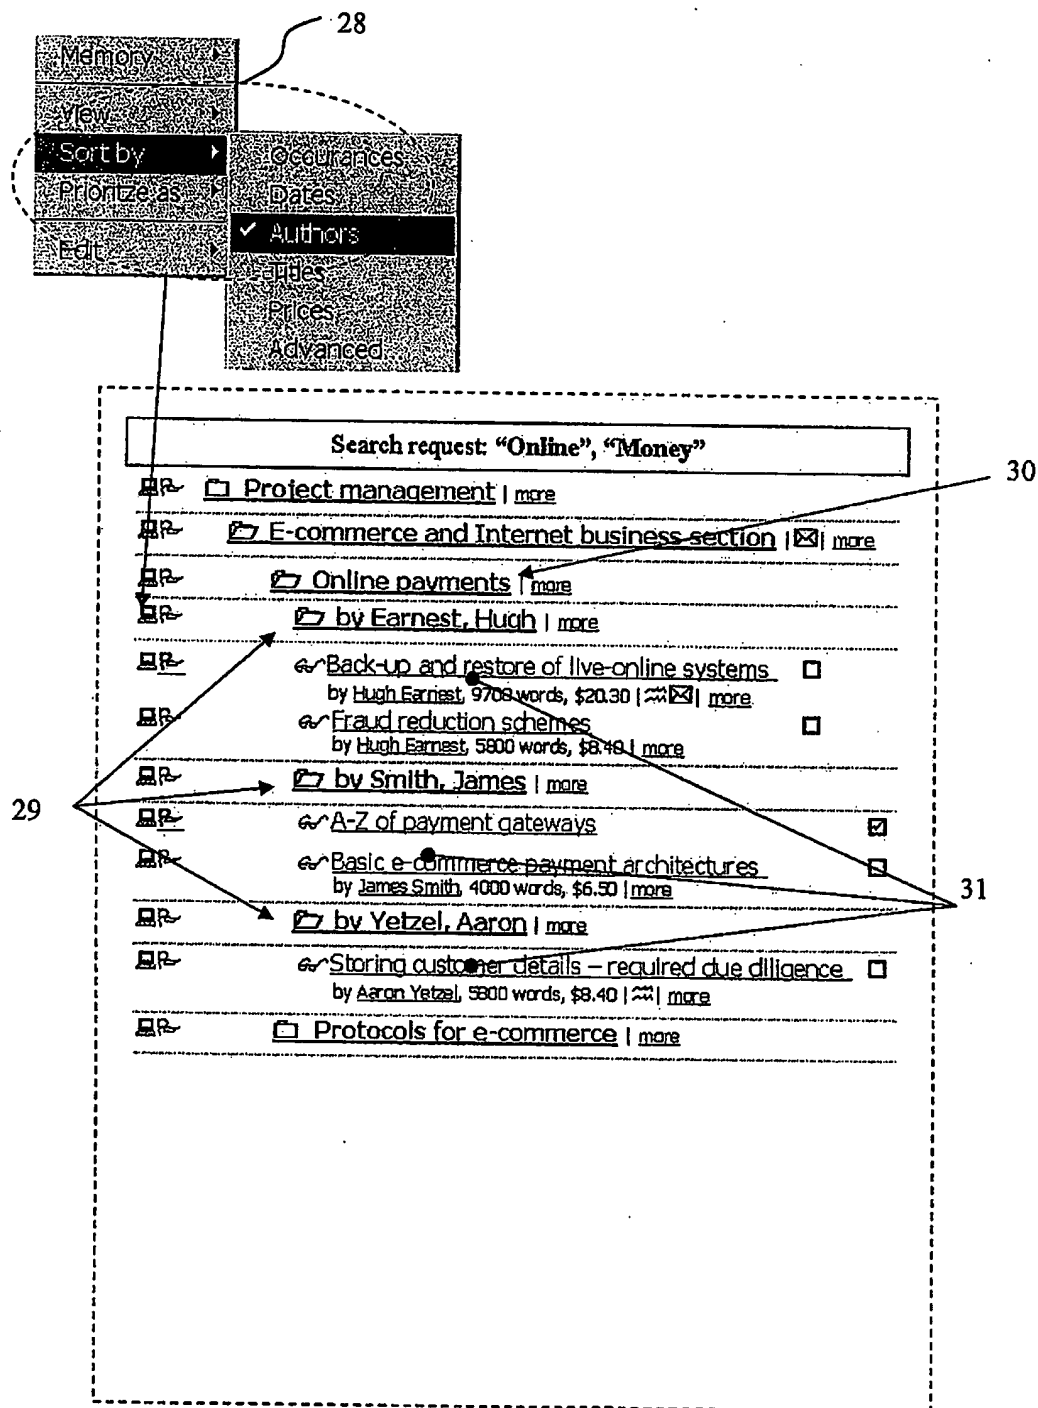 28
Memory
View
Sort by
Prioritze as
Edit
Occurances
Dates
Authors
Titles
Prices
Advanced...
Search request: “Online”, “Money”
30
Project management | more
E-commerce and Internet business section | | more
Online payments | more
by Earnest, Hugh | more
Back-up and restore of live-online systems
by Hugh Earnest, 9708 words, $20.30 | | more
Fraud reduction schemes
by Hugh Earnest, 5800 words, $8.40 | more
by Smith, James | more
29
A-Z of payment gateways
Basic e-commerce payment architectures
by James Smith, 4000 words, $6.50 | more
31
by Yetzel, Aaron | more
Storing customer details – required due diligence
by Aaron Yetzel, 5800 words, $8.40 | | more
Protocols for e-commerce | more